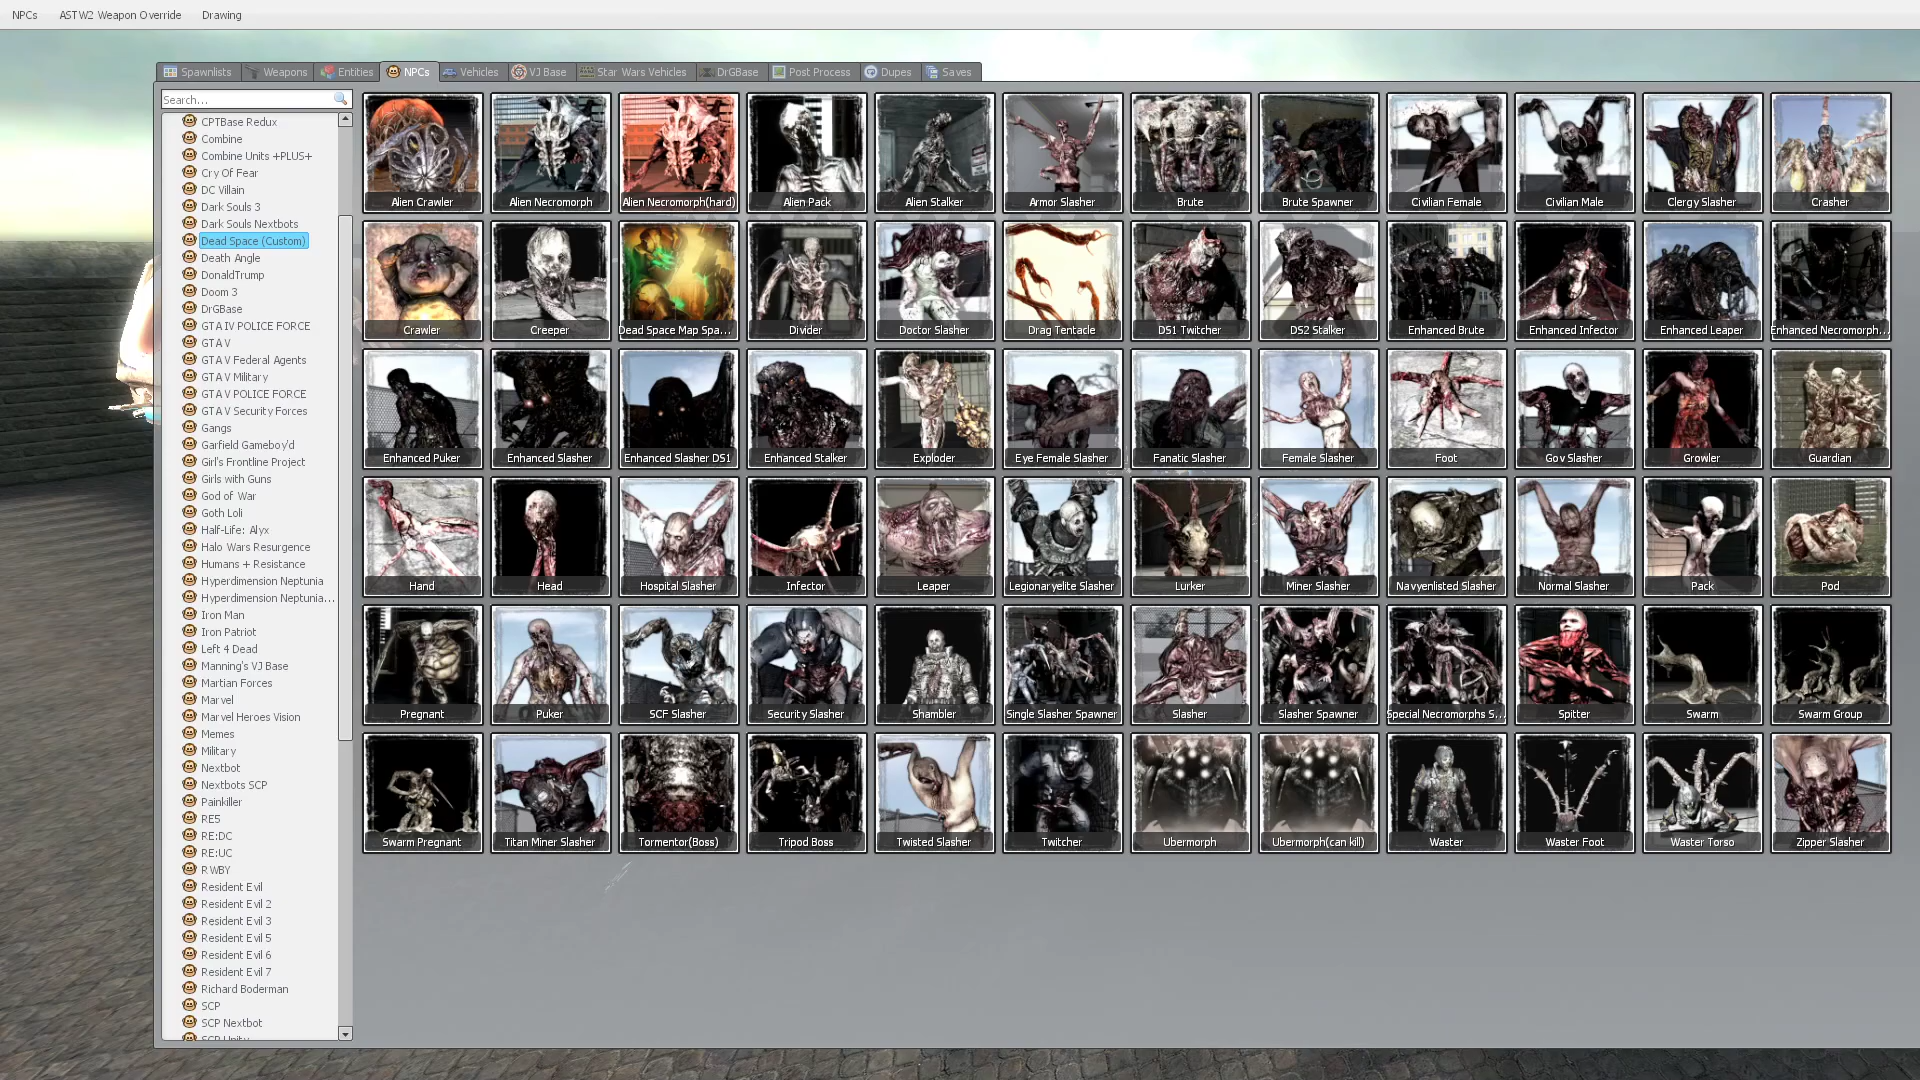 NPCs ASTW2 Weapon Override Drawing
Spawnlists Weapons Entities NPCs Vehicles VJ Base Star Wars Vehicles DrGBase Post Process Dupes Saves
Search...
CPTBase Redux
Combine
Combine Units +PLUS+
Cry Of Fear
DC Villain
Dark Souls 3
Dark Souls Nextbots
Dead Space (Custom)
Death Angle
DonaldTrump
Doom 3
DrGBase
GTA IV POLICE FORCE
GTA V
GTA V Federal Agents
GTA V Military
GTA V POLICE FORCE
GTA V Security Forces
Gangs
Garfield Gameboy'd
Girl's Frontline Project
Girls with Guns
God of War
Goth Loli
Half-Life: Alyx
Halo Wars Resurgence
Humans + Resistance
Hyperdimension Neptunia
Hyperdimension Neptunia...
Iron Man
Iron Patriot
Left 4 Dead
Manning's VJ Base
Martian Forces
Marvel
Marvel Heroes Vision
Memes
Military
Nextbot
Nextbots SCP
Painkiller
RE5
RE:DC
RE:UC
RWBY
Resident Evil
Resident Evil 2
Resident Evil 3
Resident Evil 5
Resident Evil 6
Resident Evil 7
Richard Boderman
SCP
SCP Nextbot
SCP Unity
Alien Crawler Alien Necromorph Alien Necromorph(hard) Alien Pack Alien Stalker Armor Slasher Brute Brute Spawner Civilian Female Civilian Male Clergy Slasher Crasher
Crawler Creeper Dead Space Map Spa... Divider Doctor Slasher Drag Tentacle DS1 Twitcher DS2 Stalker Enhanced Brute Enhanced Infector Enhanced Leaper Enhanced Necromorph...
Enhanced Puker Enhanced Slasher Enhanced Slasher DS1 Enhanced Stalker Exploder Eye Female Slasher Fanatic Slasher Female Slasher Foot Gov Slasher Growler Guardian
Hand Head Hospital Slasher Infector Leaper Legionaryelite Slasher Lurker Miner Slasher Navyenlisted Slasher Normal Slasher Pack Pod
Pregnant Puker SCF Slasher Security Slasher Shambler Single Slasher Spawner Slasher Slasher Spawner Special Necromorphs S... Spitter Swarm Swarm Group
Swarm Pregnant Titan Miner Slasher Tormentor(Boss) Tripod Boss Twisted Slasher Twitcher Ubermorph Ubermorph(can kill) Waster Waster Foot Waster Torso Zipper Slasher